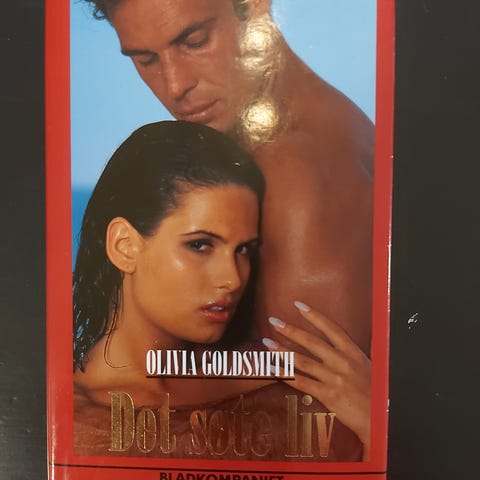 OLIVIA GOLDSMITH
Det søte liv
BLADKOMPANIET